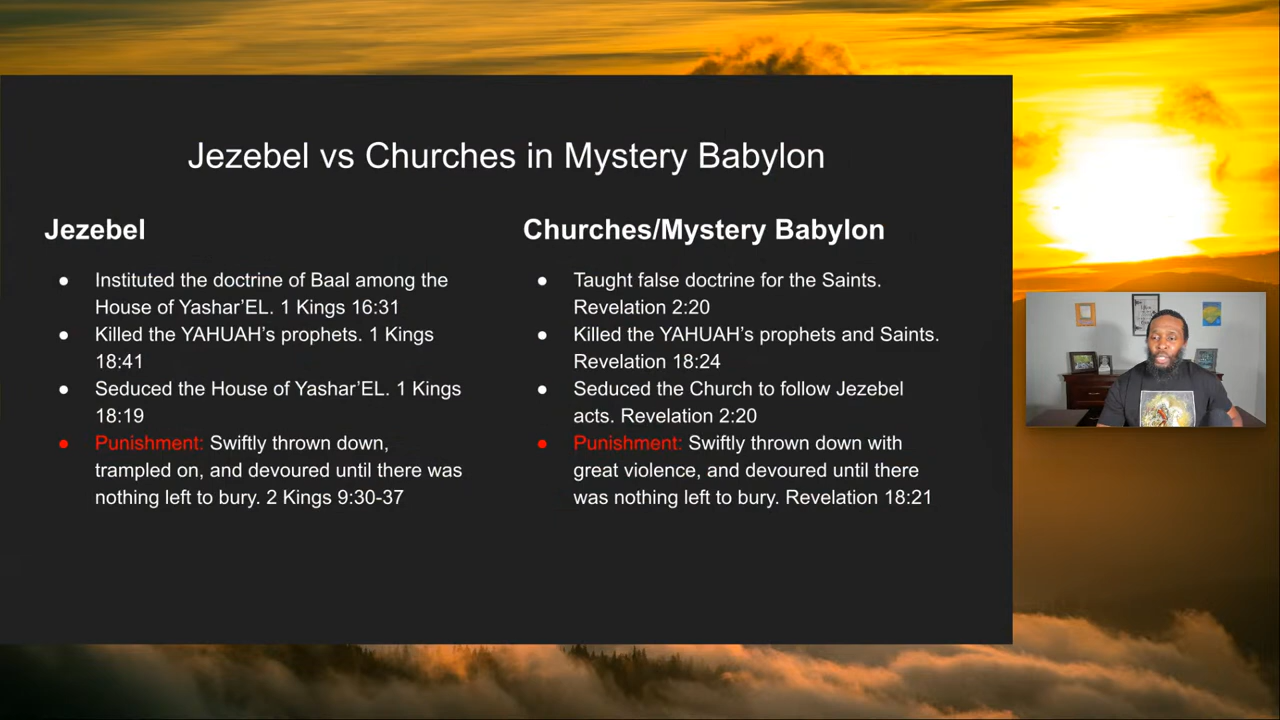 Jezebel vs Churches in Mystery Babylon
Jezebel
● Instituted the doctrine of Baal among the
House of Yashar’EL. 1 Kings 16:31
● Killed the YAHUAH’s prophets. 1 Kings
18:41
● Seduced the House of Yashar’EL. 1 Kings
18:19
● Punishment: Swiftly thrown down,
trampled on, and devoured until there was
nothing left to bury. 2 Kings 9:30-37
Churches/Mystery Babylon
● Taught false doctrine for the Saints.
Revelation 2:20
● Killed the YAHUAH’s prophets and Saints.
Revelation 18:24
● Seduced the Church to follow Jezebel
acts. Revelation 2:20
● Punishment: Swiftly thrown down with
great violence, and devoured until there
was nothing left to bury. Revelation 18:21